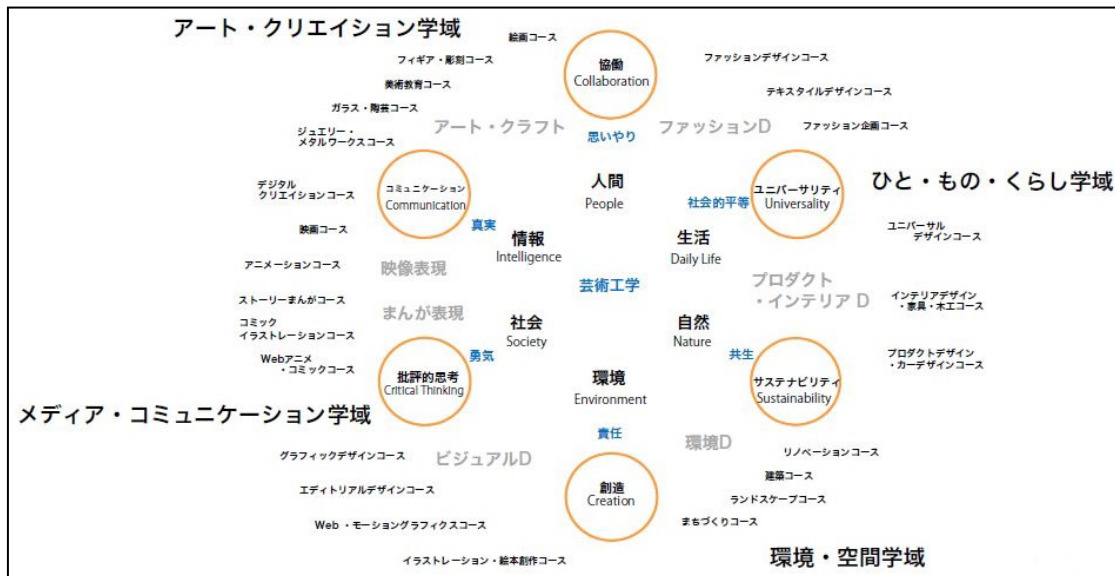 アート・クリエイション学域
絵画コース
フィギア・彫刻コース
美術教育コース
ガラス・陶芸コース
ジュエリー・
メタルワークスコース
アート・クラフト
協働
Collaboration
思いやり
ファッションデザインコース
テキスタイルデザインコース
ファッション企画コース
ファッションD
コミュニケーション
Communication
真実
人間
People
社会的平等
ユニバーサリティ
Universality
ひと・もの・くらし学域
デジタル
クリエイションコース
映画コース
アニメーションコース
映像表現
情報
Intelligence
生活
Daily Life
ユニバーサル
デザインコース
芸術工学
プロダクト
・インテリア D
インテリアデザイン
・家具・木工コース
プロダクトデザイン
・カーデザインコース
ストーリーまんがコース
コミック
イラストレーションコース
Webアニメ
・コミックコース
まんが表現
社会
Society
自然
Nature
勇気
共生
批評的思考
Critical Thinking
環境
Environment
サステナビリティ
Sustainability
メディア・コミュニケーション学域
責任
グラフィックデザインコース
エディトリアルデザインコース
Web ・モーショングラフィクスコース
イラストレーション・絵本創作コース
ビジュアルD
創造
Creation
環境D
リノベーションコース
建築コース
ランドスケープコース
まちづくりコース
環境・空間学域